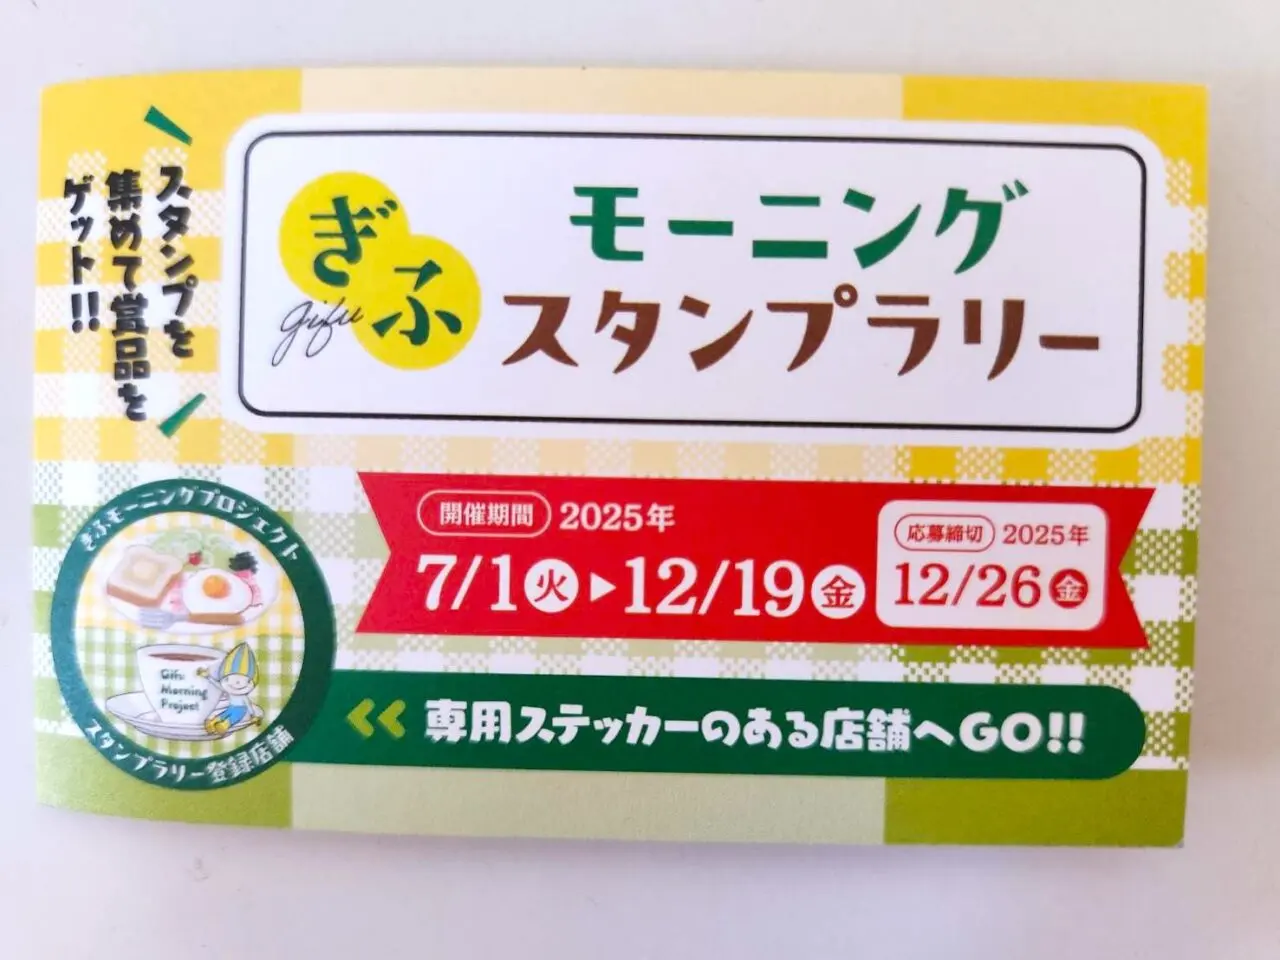 スタンプを
集めて賞品を
ゲット!!
ぎふ
gifu
モーニング
スタンプラリー
開催期間 2025年
7/1火▶12/19金
応募締切 2025年
12/26金
ぎふモーニングプロジェクト
Gifu
Morning
Project
スタンプラリー登録店舗
専用ステッカーのある店舗へGO!!